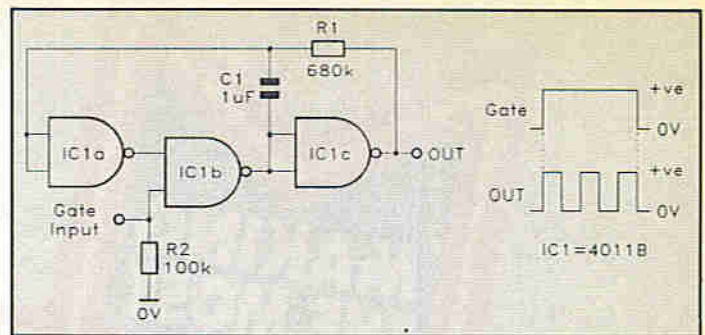 R1
680k
C1
1uF
IC1a
IC1b
IC1c
OUT
Gate
Input
R2
100k
0V
Gate
+ve
0V
OUT
+ve
0V
IC1=4011B